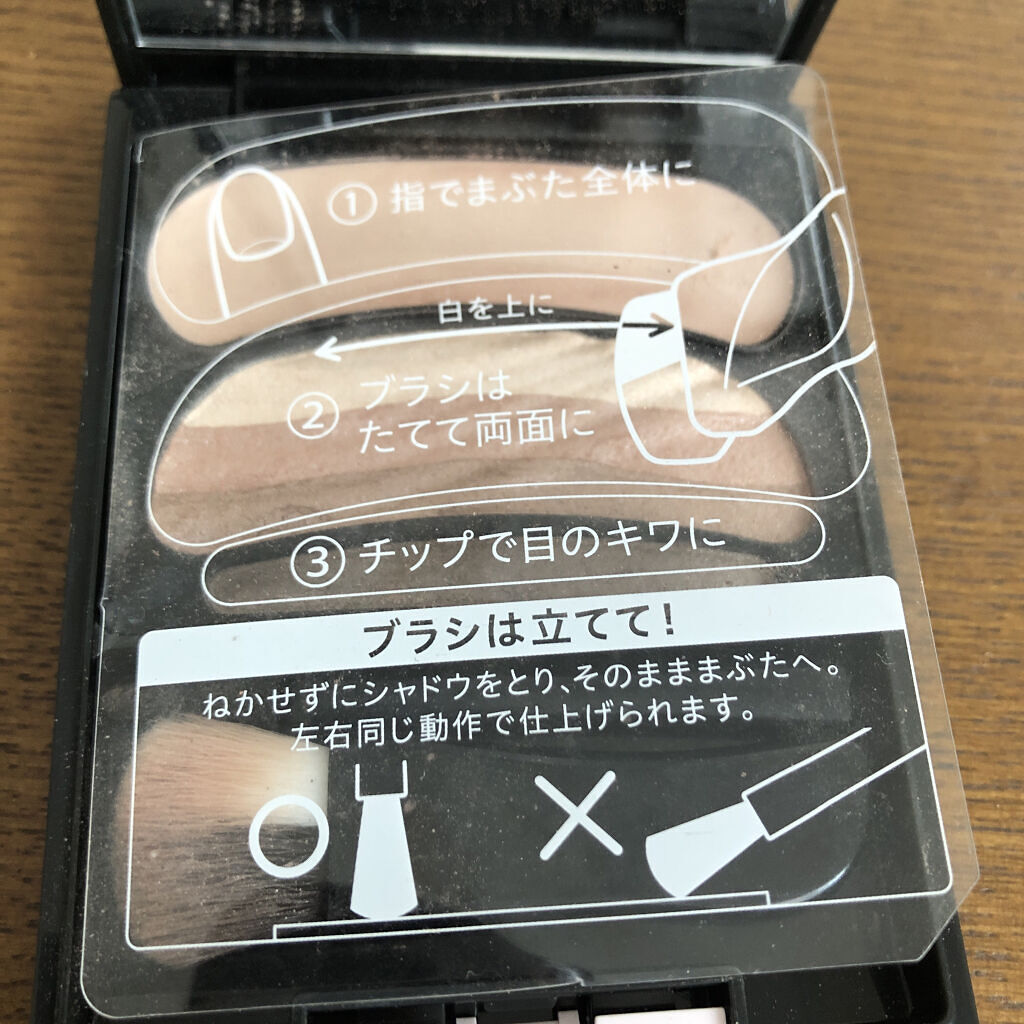 ① 指でまぶた全体に
白を上に
② ブラシは
たてて両面に
③ チップで目のキワに
ブラシは立てて!
ねかせずにシャドウをとり、そのまままぶたへ。
左右同じ動作で仕上げられます。